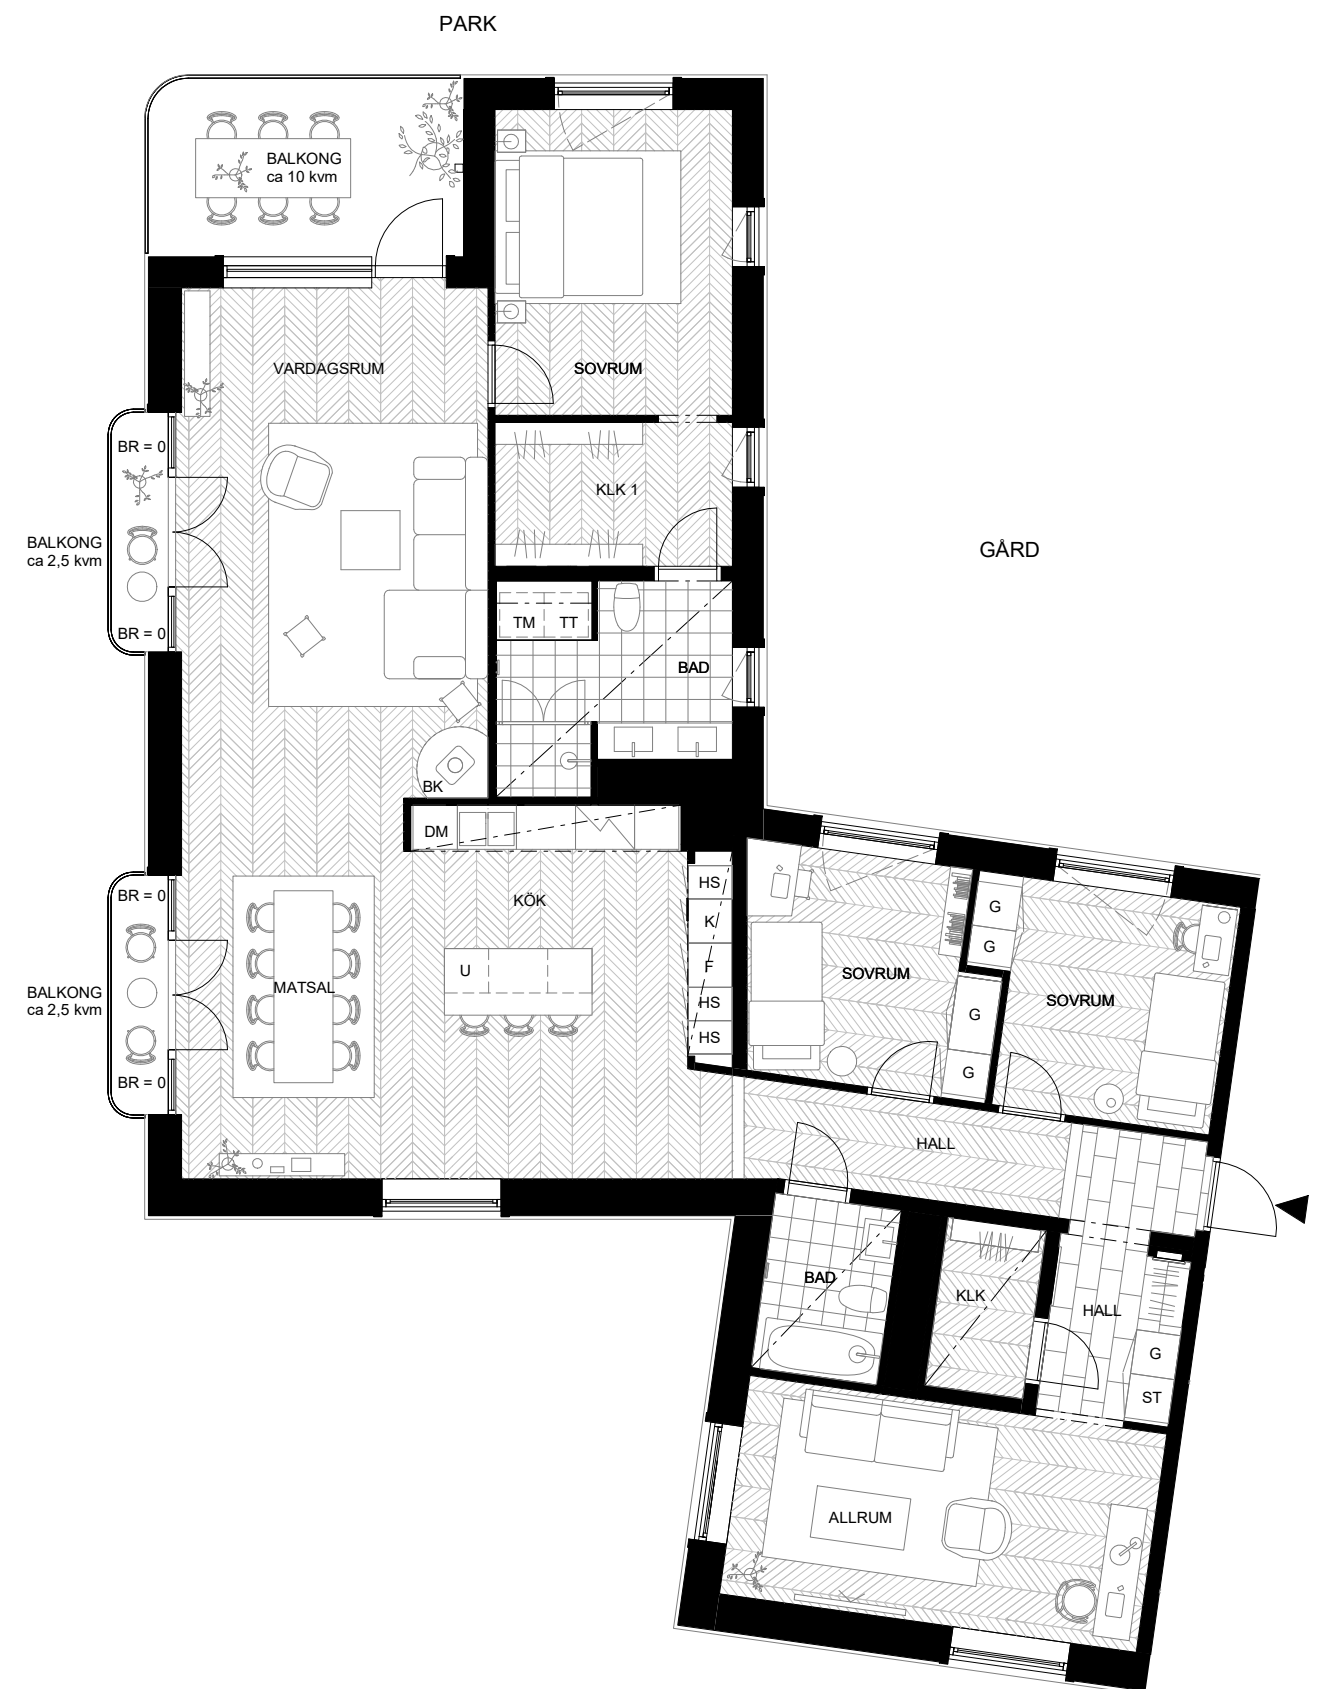 PARK
BALKONG
ca 10 kvm
VARDAGSRUM
SOVRUM
BR = 0
KLK 1
BALKONG
ca 2,5 kvm
GÅRD
BR = 0
TM
TT
BAD
BK
DM
BR = 0
KÖK
HS
K
F
HS
HS
U
MATSAL
BALKONG
ca 2,5 kvm
BR = 0
SOVRUM
G
G
SOVRUM
G
G
HALL
BAD
KLK
HALL
G
ST
ALLRUM